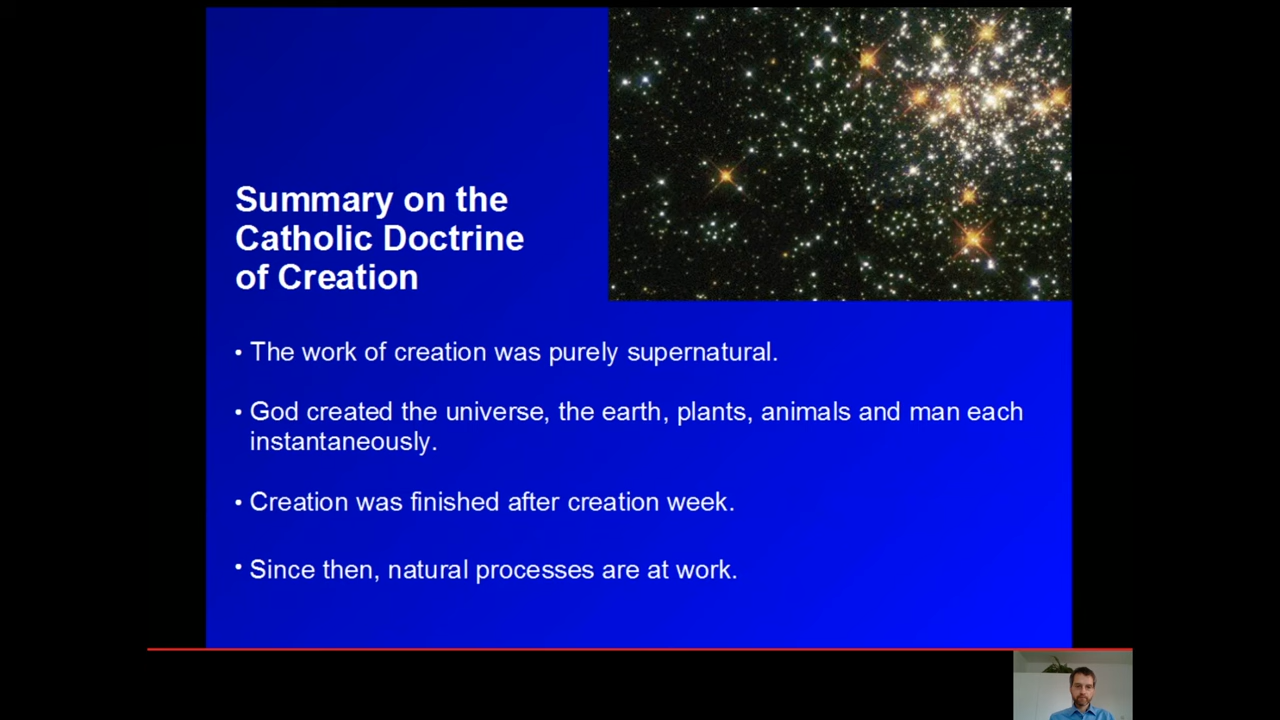 Summary on the
Catholic Doctrine
of Creation
• The work of creation was purely supernatural.
• God created the universe, the earth, plants, animals and man each
instantaneously.
• Creation was finished after creation week.
• Since then, natural processes are at work.